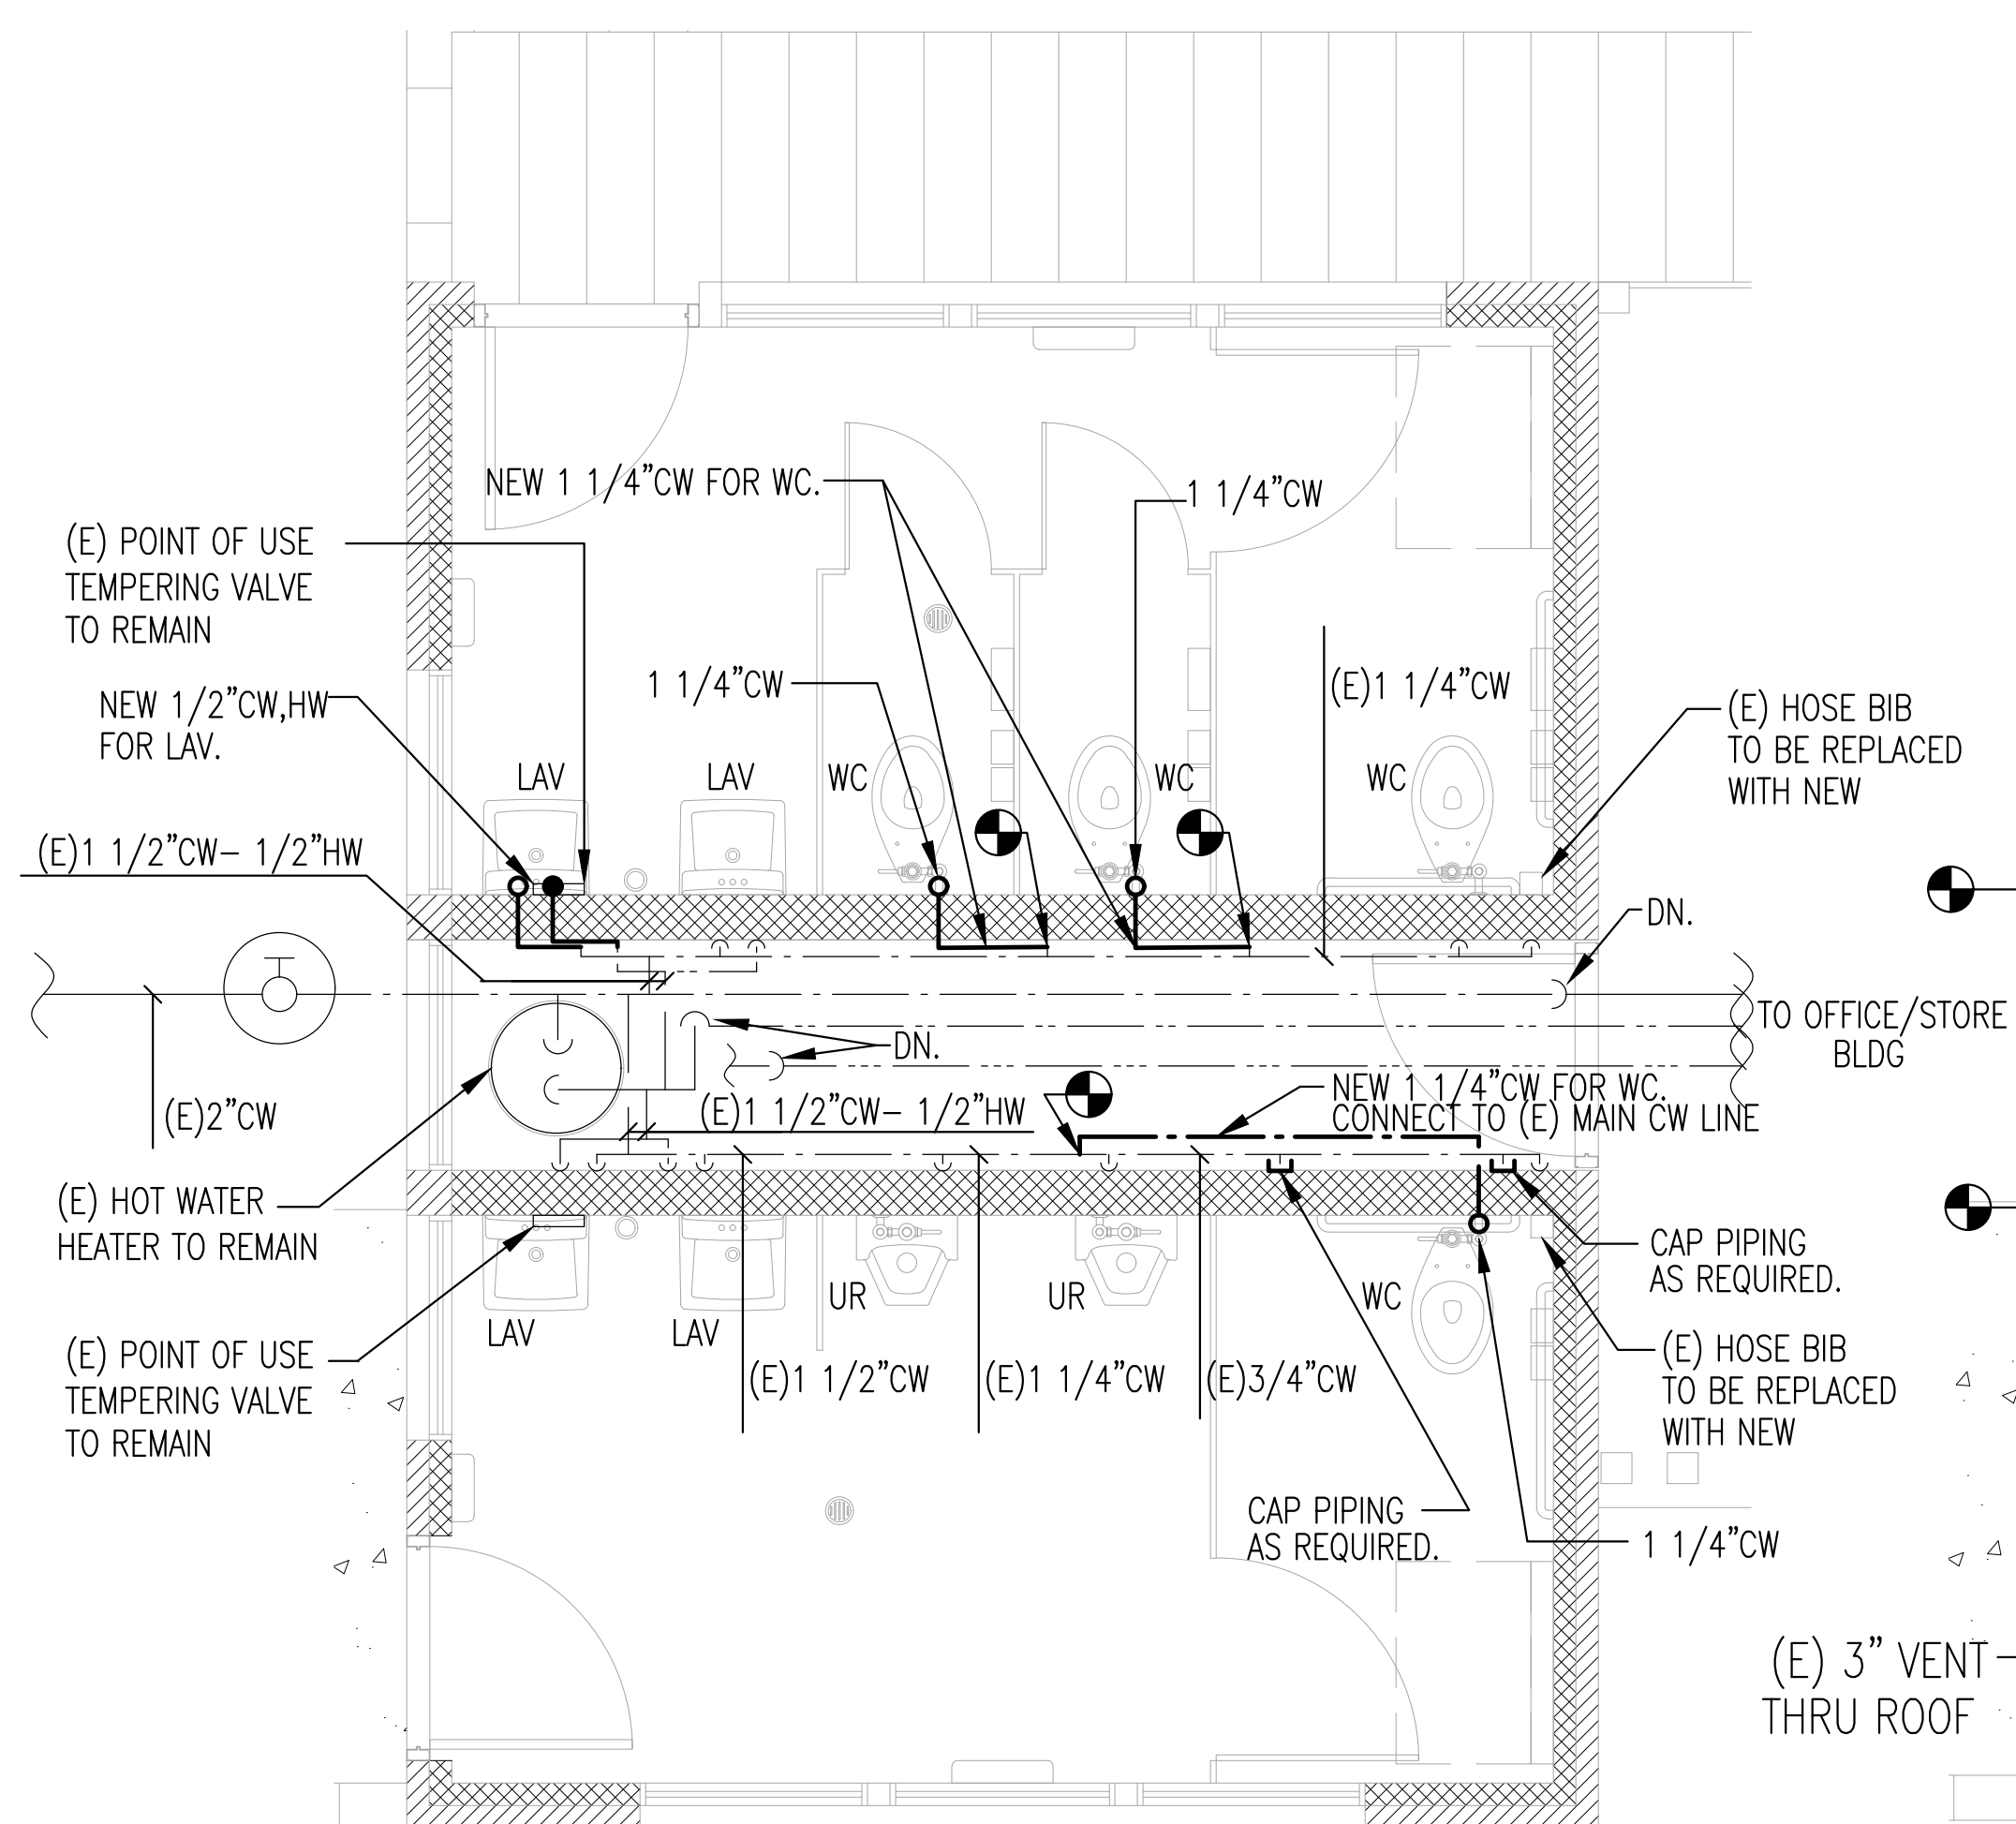 NEW 1 1/4"CW FOR WC.
1 1/4"CW
(E) POINT OF USE
TEMPERING VALVE
TO REMAIN
1 1/4"CW
(E)1 1/4"CW
NEW 1/2"CW,HW
FOR LAV.
(E) HOSE BIB
TO BE REPLACED
WITH NEW
LAV
LAV
WC
WC
WC
(E)1 1/2"CW– 1/2"HW
DN.
TO OFFICE/STORE
BLDG
DN.
(E)2"CW
(E)1 1/2"CW– 1/2"HW
NEW 1 1/4"CW FOR WC.
CONNECT TO (E) MAIN CW LINE
(E) HOT WATER
HEATER TO REMAIN
CAP PIPING
AS REQUIRED.
UR
UR
WC
LAV
LAV
(E) POINT OF USE
TEMPERING VALVE
TO REMAIN
(E)1 1/2"CW
(E)1 1/4"CW
(E)3/4"CW
(E) HOSE BIB
TO BE REPLACED
WITH NEW
CAP PIPING
AS REQUIRED.
1 1/4"CW
(E) 3" VENT
THRU ROOF